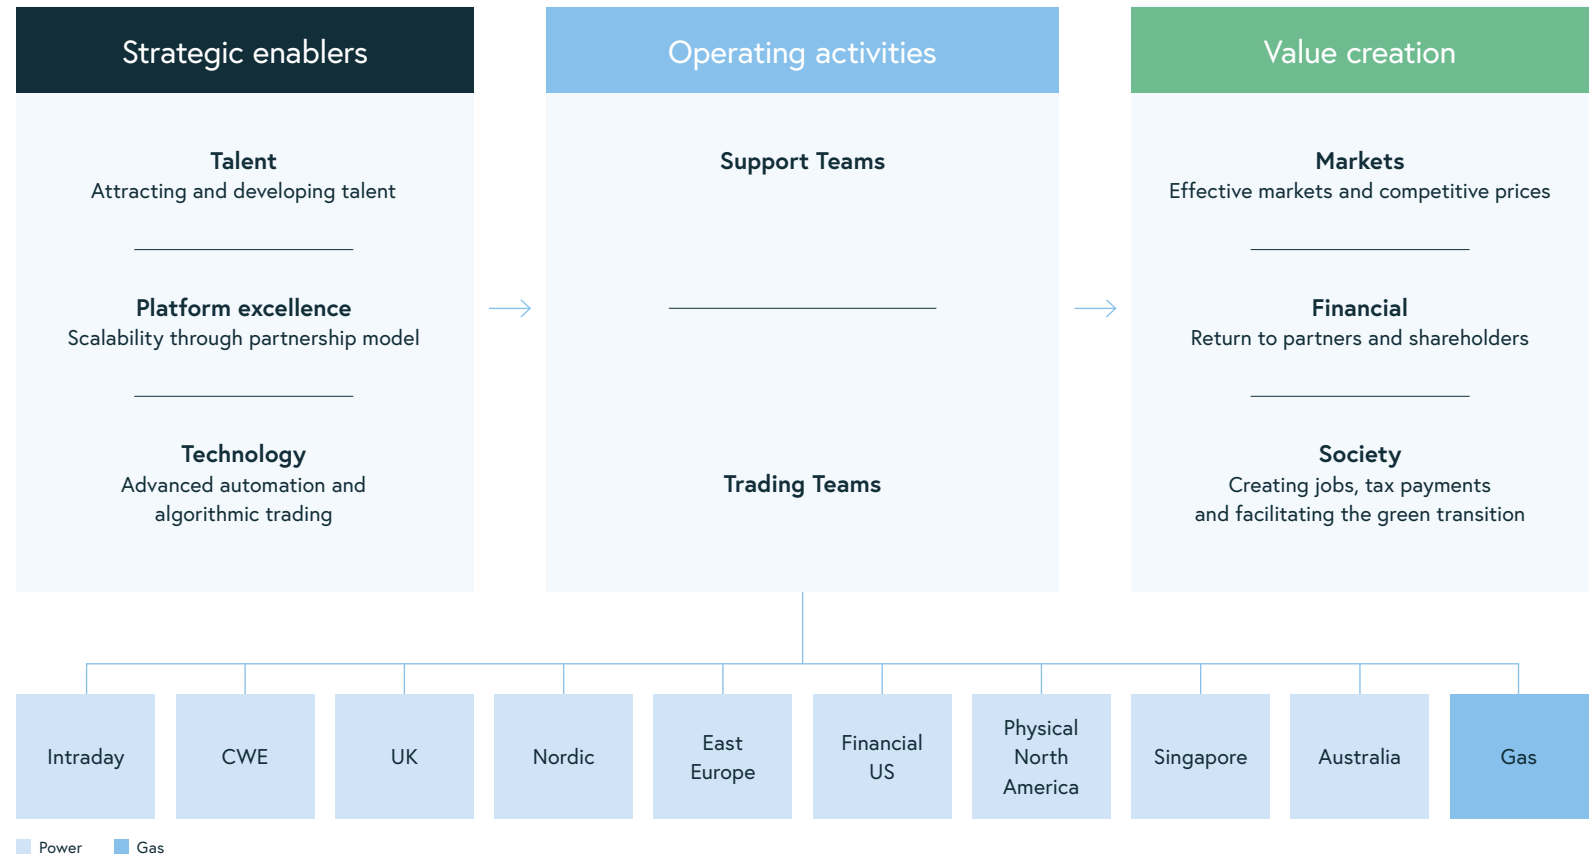 Strategic enablers
Talent
Attracting and developing talent
Platform excellence
Scalability through partnership model
Technology
Advanced automation and
algorithmic trading
Operating activities
Support Teams
Trading Teams
Value creation
Markets
Effective markets and competitive prices
Financial
Return to partners and shareholders
Society
Creating jobs, tax payments
and facilitating the green transition
Intraday
CWE
UK
Nordic
East
Europe
Financial
US
Physical
North
America
Singapore
Australia
Gas
Power
Gas